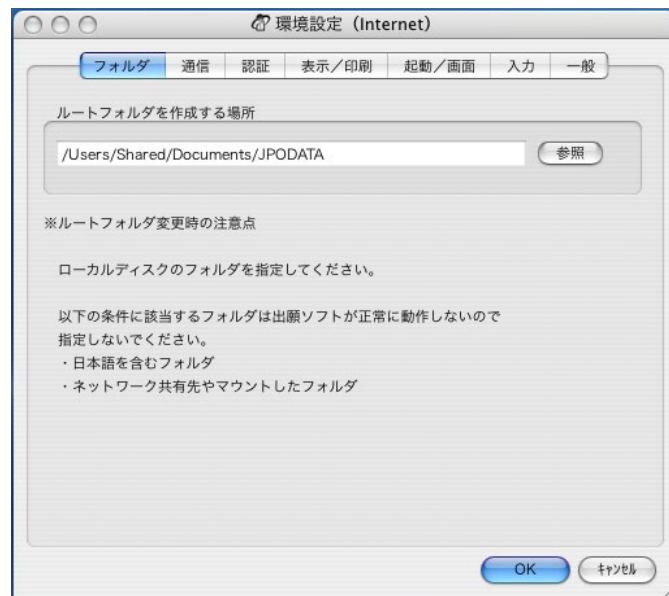 環境設定（Internet）
フォルダ 通信 認証 表示／印刷 起動／画面 入力 一般
ルートフォルダを作成する場所
/Users/Shared/Documents/JPODATA 参照
※ルートフォルダ変更時の注意点
ローカルディスクのフォルダを指定してください。
以下の条件に該当するフォルダは出願ソフトが正常に動作しないので
指定しないでください。
・日本語を含むフォルダ
・ネットワーク共有先やマウントしたフォルダ
OK ｷｬﾝｾﾙ